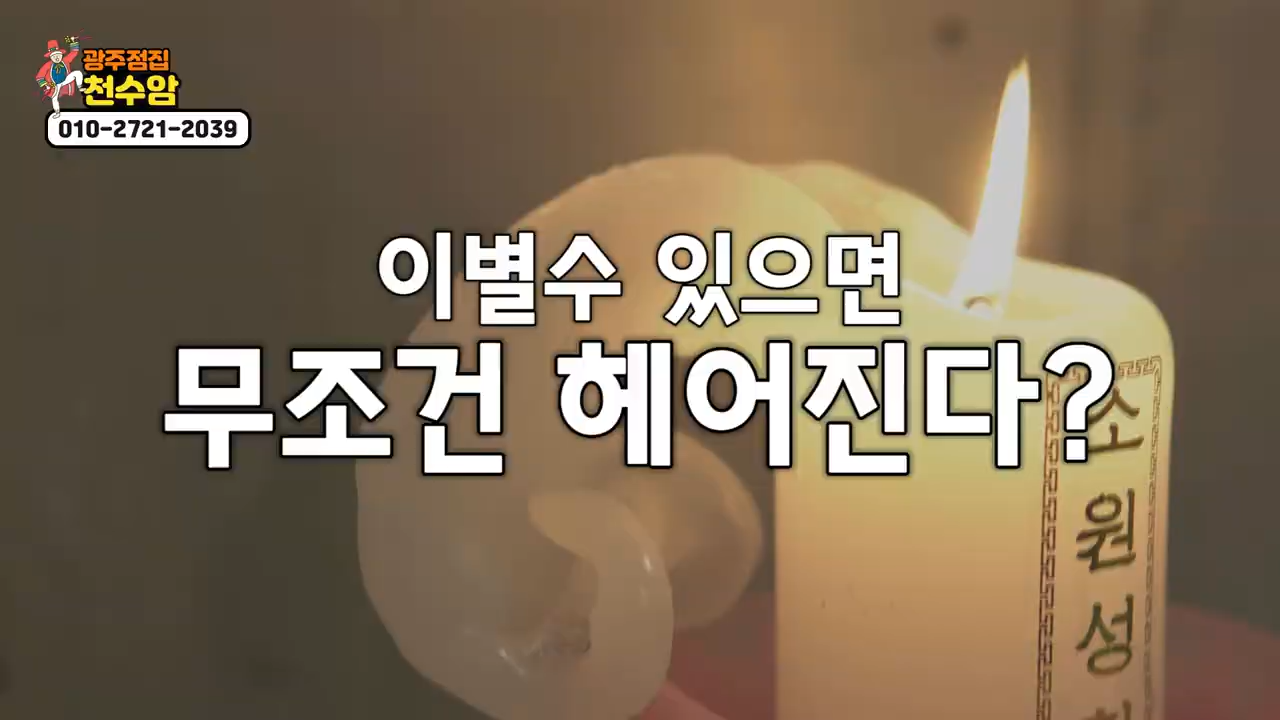 광주점집
천수암
010-2721-2039
이별수 있으면
무조건 헤어진다?
소
원
성